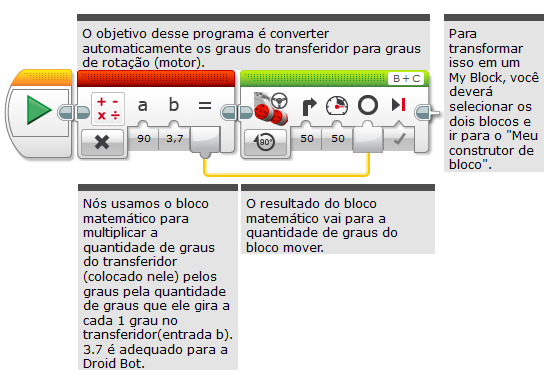 O objetivo desse programa é converter
automaticamente os graus do transferidor para graus
de rotação (motor).
Para
transformar
isso em um
My Block, você
deverá
selecionar os
dois blocos e
ir para o "Meu
construtor de
bloco".
B + C
a b =
90 3,7
90°
50 50
Nós usamos o bloco
matemático para
multiplicar a
quantidade de graus
do transferidor
(colocado nele) pelos
graus pela quantidade
de graus que ele gira a
cada 1 grau no
transferidor(entrada b).
3.7 é adequado para a
Droid Bot.
O resultado do bloco
matemático vai para a
quantidade de graus do
bloco mover.